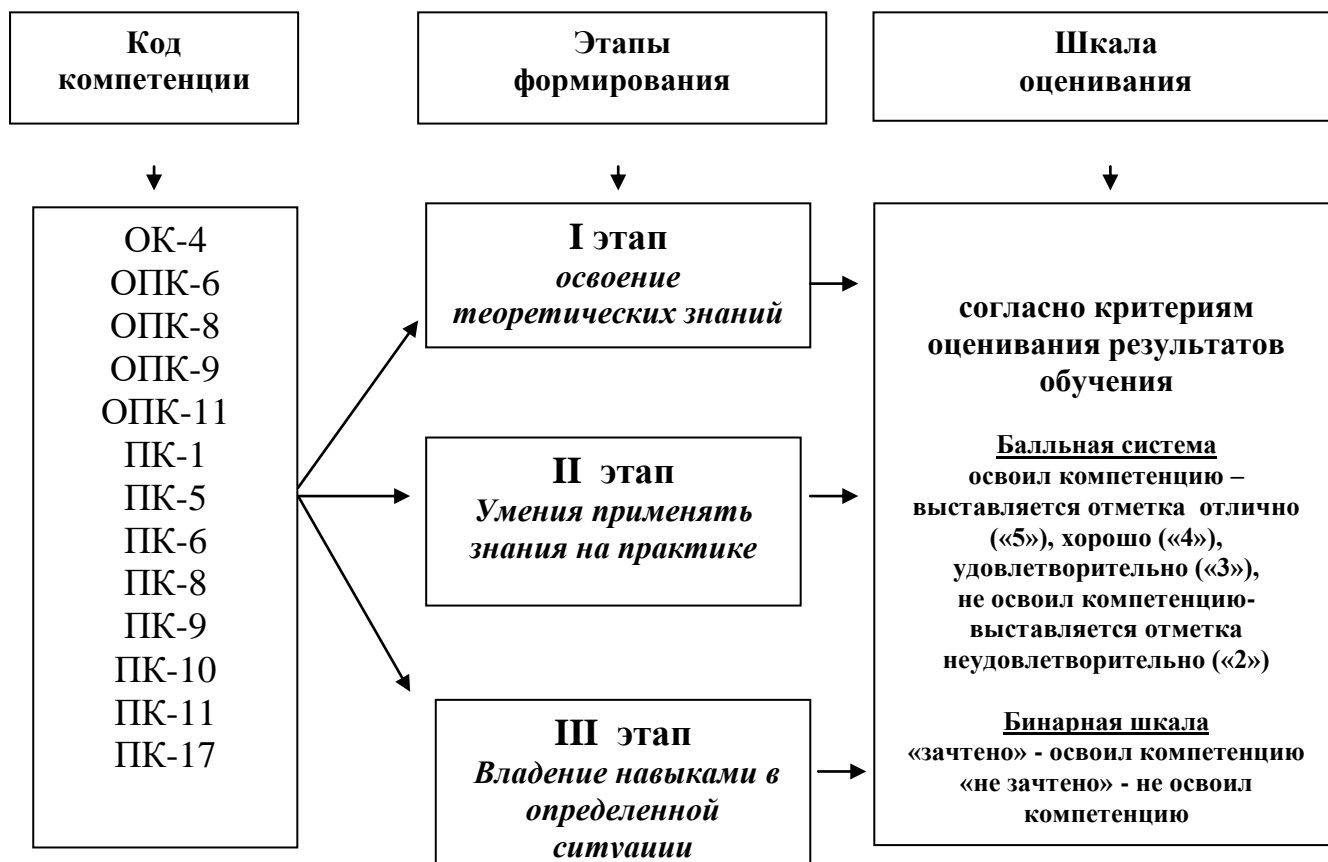 Код
компетенции
Этапы
формирования
Шкала
оценивания
ОК-4
ОПК-6
ОПК-8
ОПК-9
ОПК-11
ПК-1
ПК-5
ПК-6
ПК-8
ПК-9
ПК-10
ПК-11
ПК-17
I этап
освоение
теоретических знаний
II этап
Умения применять
знания на практике
III этап
Владение навыками в
определенной
ситуации
согласно критериям
оценивания результатов
обучения
Балльная система
освоил компетенцию –
выставляется отметка отлично
(«5»), хорошо («4»),
удовлетворительно («3»),
не освоил компетенцию-
выставляется отметка
неудовлетворительно («2»)
Бинарная шкала
«зачтено» - освоил компетенцию
«не зачтено» - не освоил
компетенцию